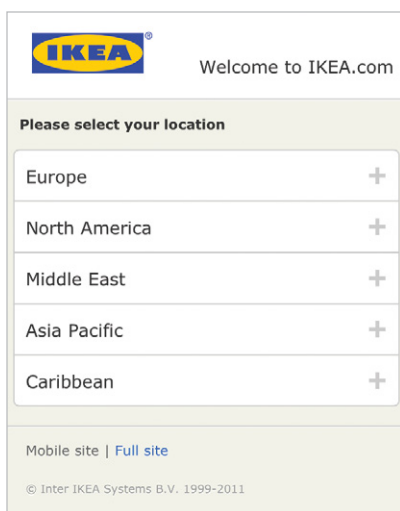 IKEA®
Welcome to IKEA.com
Please select your location
Europe
North America
Middle East
Asia Pacific
Caribbean
Mobile site | Full site
© Inter IKEA Systems B.V. 1999-2011